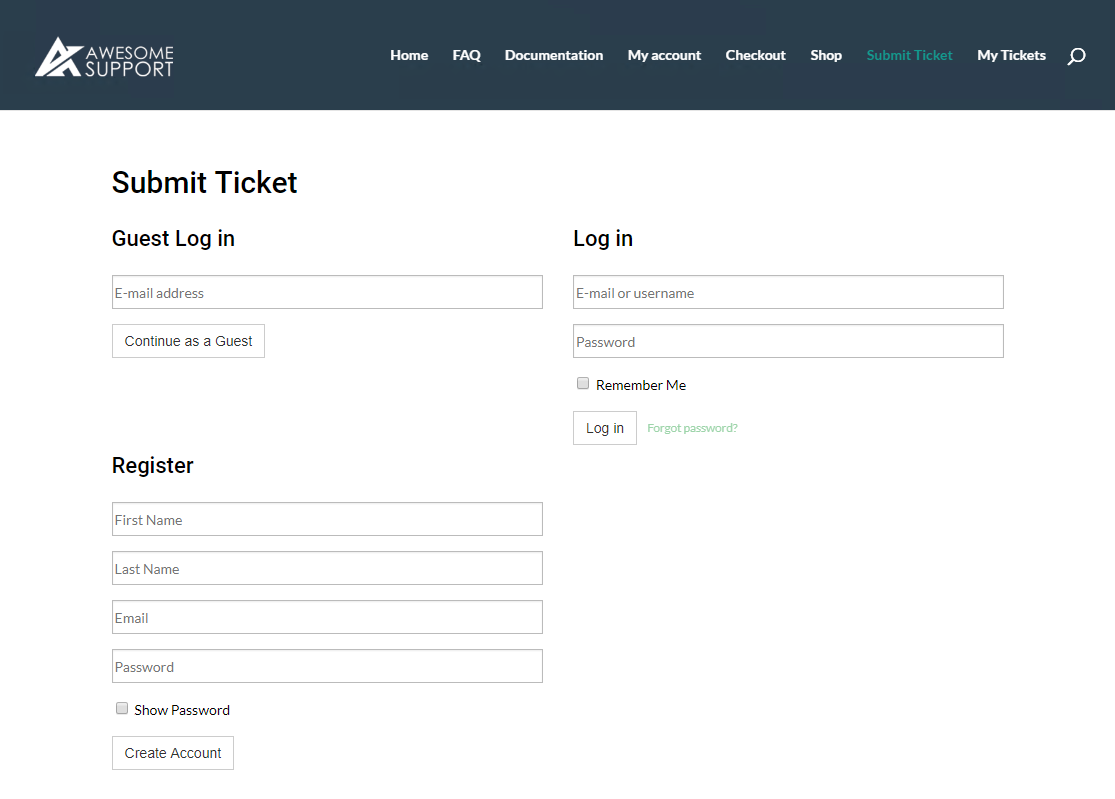 AWESOME
SUPPORT
Home FAQ Documentation My account Checkout Shop Submit Ticket My Tickets
Submit Ticket
Guest Log in
E-mail address
Continue as a Guest
Log in
E-mail or username
Password
Remember Me
Log in Forgot password?
Register
First Name
Last Name
Email
Password
Show Password
Create Account